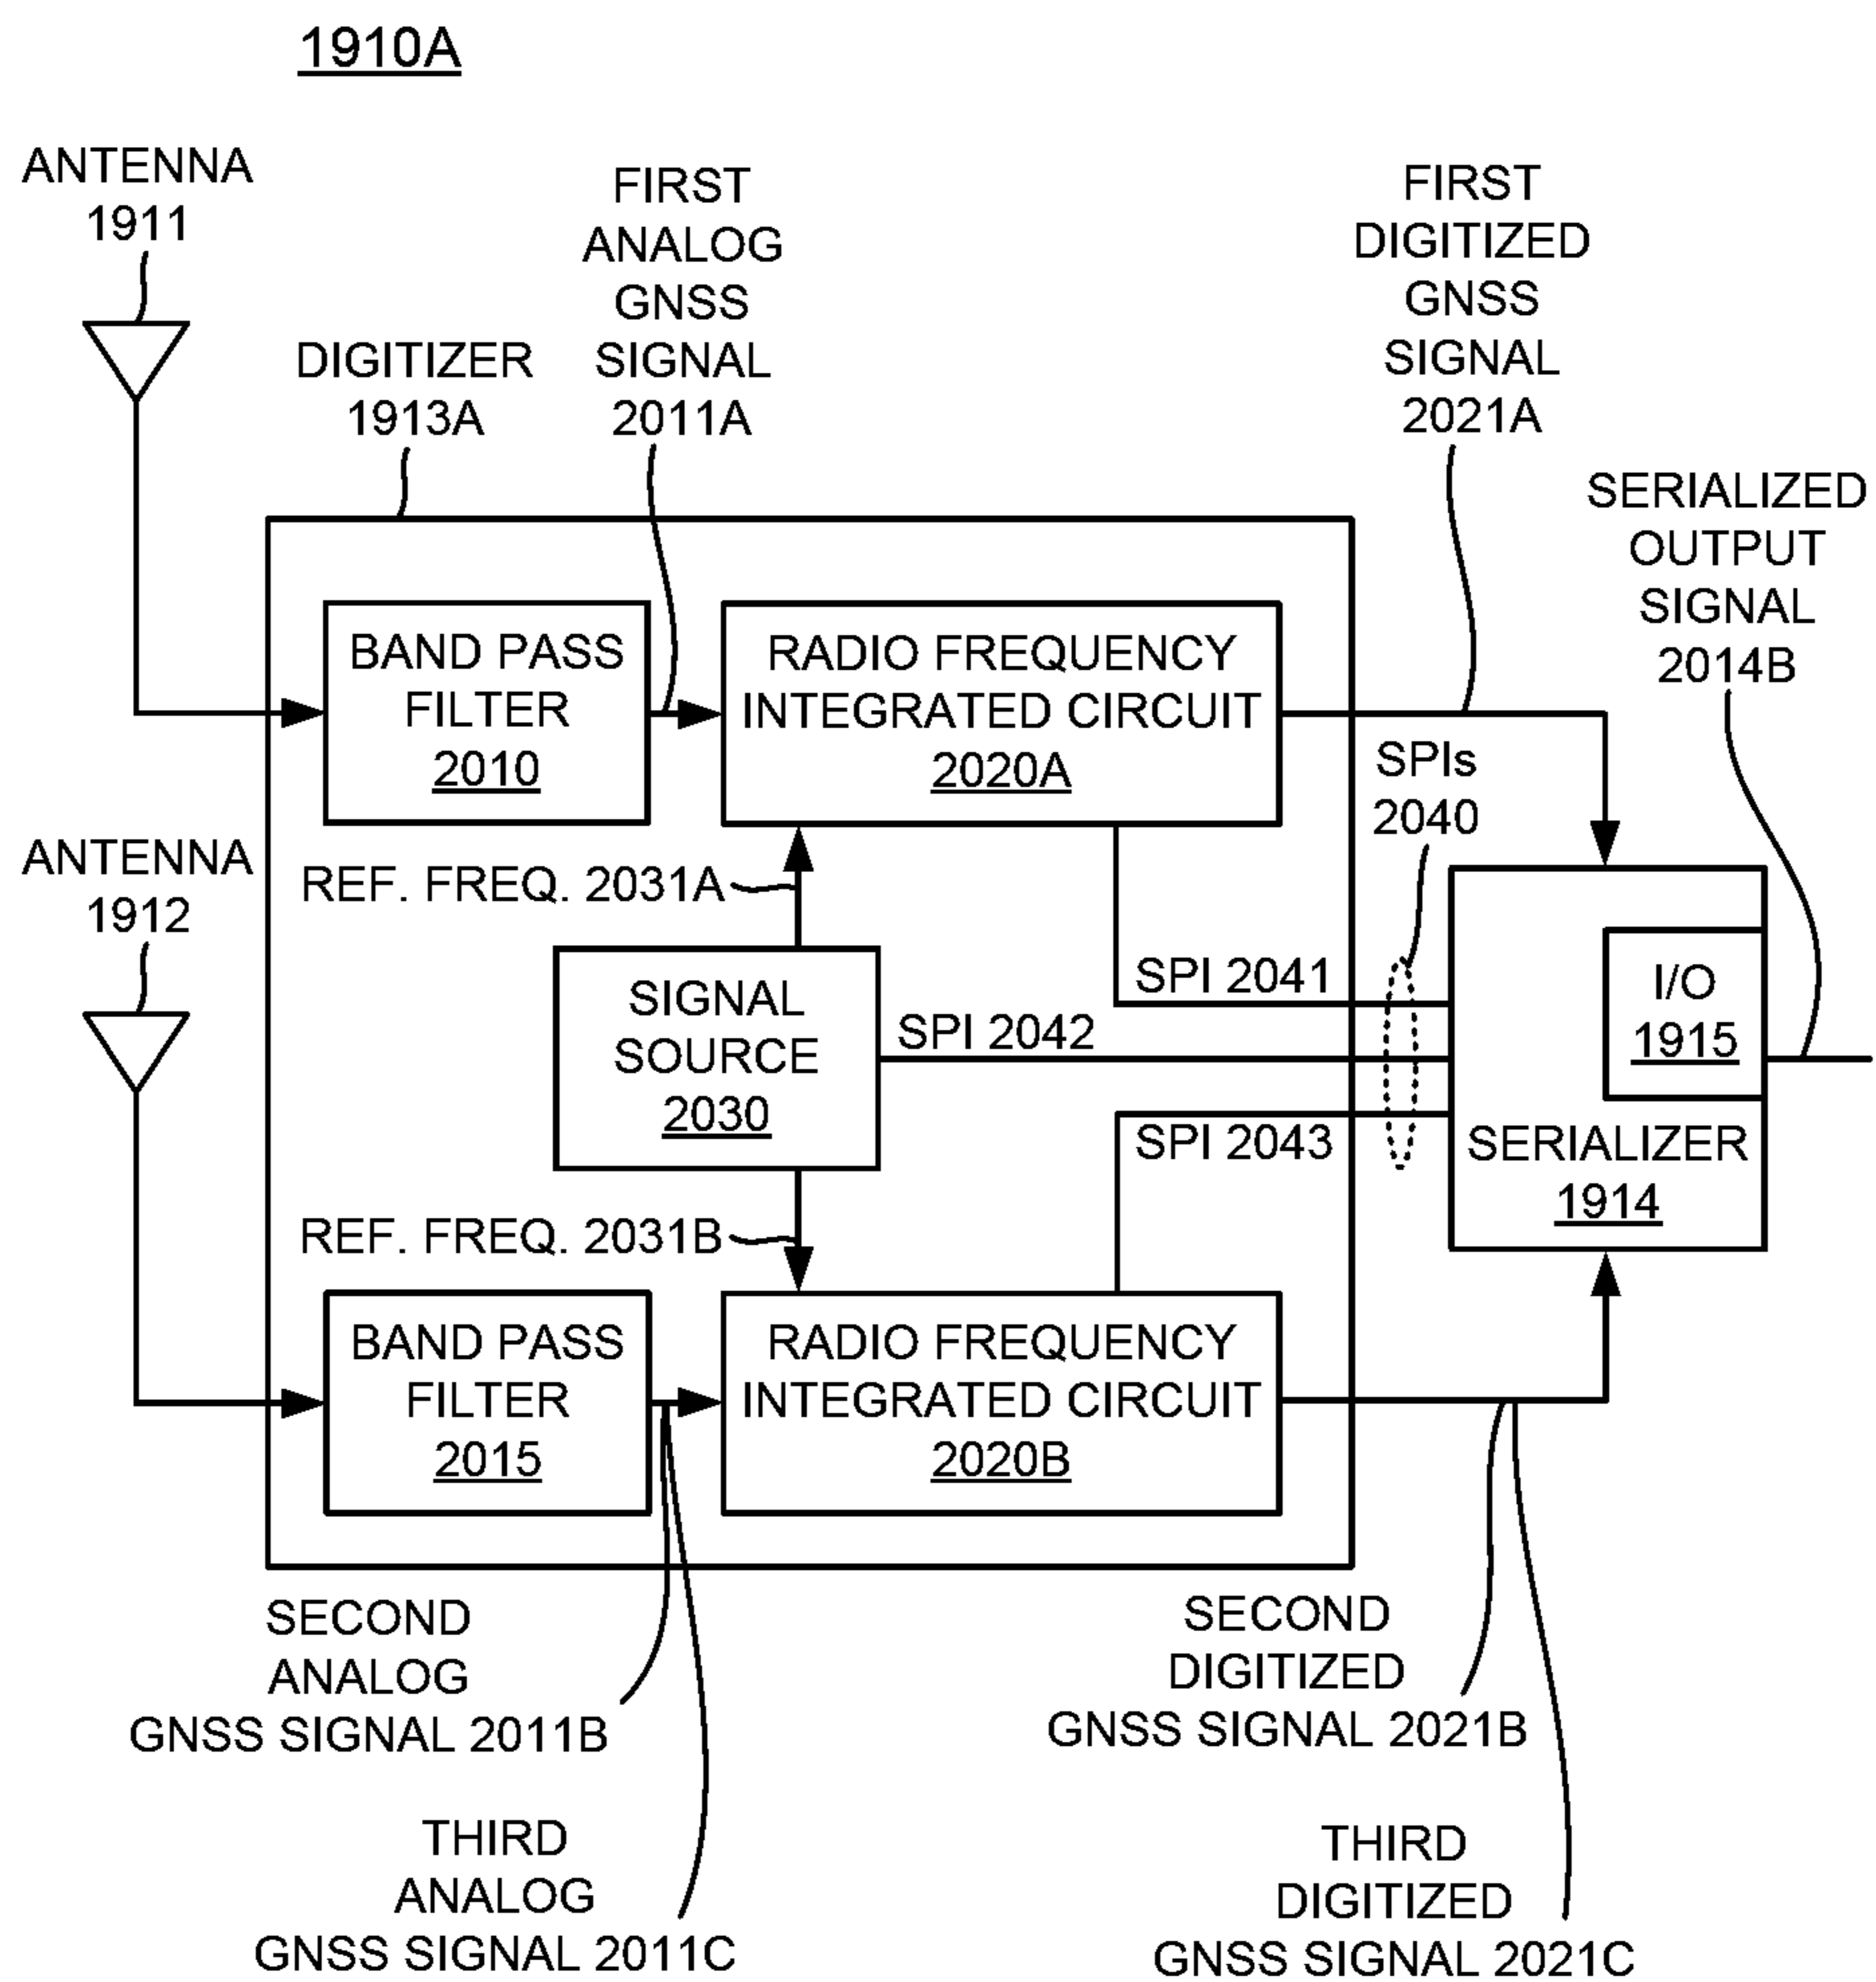 1910A
ANTENNA
1911
DIGITIZER
1913A
FIRST
ANALOG
GNSS
SIGNAL
2011A
FIRST
DIGITIZED
GNSS
SIGNAL
2021A
SERIALIZED
OUTPUT
SIGNAL
2014B
BAND PASS
FILTER
2010
RADIO FREQUENCY
INTEGRATED CIRCUIT
2020A
SPIs
2040
ANTENNA
1912
REF. FREQ. 2031A
SIGNAL
SOURCE
2030
SPI 2041
SPI 2042
SPI 2043
I/O
1915
SERIALIZER
1914
REF. FREQ. 2031B
BAND PASS
FILTER
2015
RADIO FREQUENCY
INTEGRATED CIRCUIT
2020B
SECOND
ANALOG
GNSS SIGNAL 2011B
SECOND
DIGITIZED
GNSS SIGNAL 2021B
THIRD
ANALOG
GNSS SIGNAL 2011C
THIRD
DIGITIZED
GNSS SIGNAL 2021C